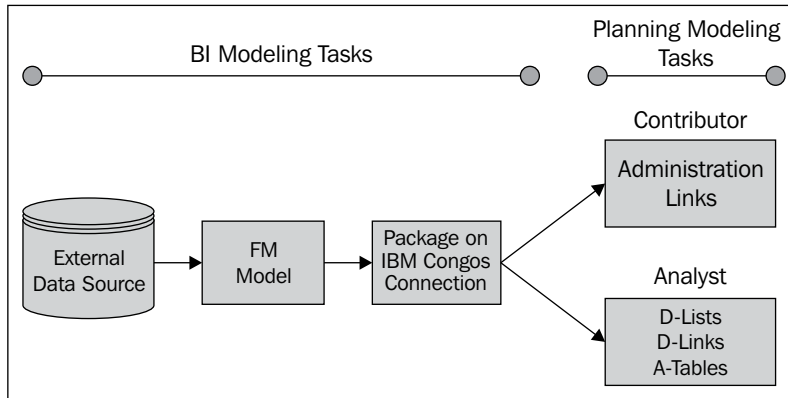 BI Modeling Tasks
Planning Modeling
Tasks
Contributor
Administration
Links
External
Data Source
FM
Model
Package on
IBM Congos
Connection
Analyst
D-Lists
D-Links
A-Tables